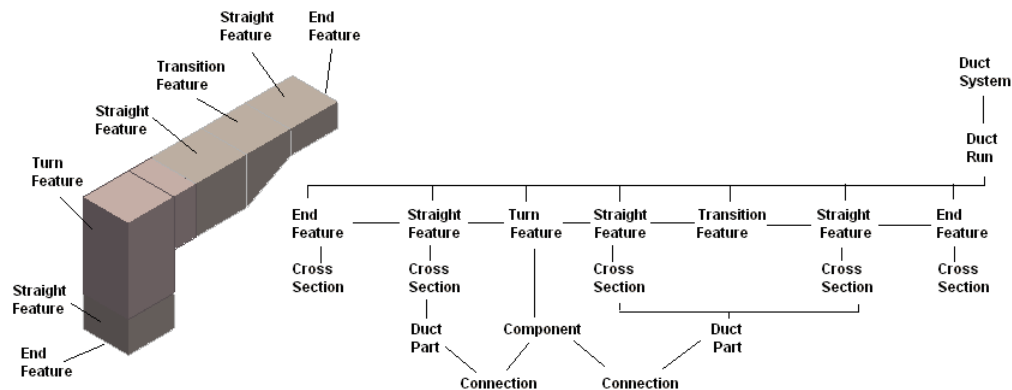 Straight
Feature
End
Feature
Transition
Feature
Straight
Feature
Turn
Feature
Straight
Feature
End
Feature
Duct
System
Duct
Run
End
Feature
Straight
Feature
Turn
Feature
Straight
Feature
Transition
Feature
Straight
Feature
End
Feature
Cross
Section
Cross
Section
Cross
Section
Cross
Section
Cross
Section
Duct
Part
Component
Duct
Part
Connection
Connection